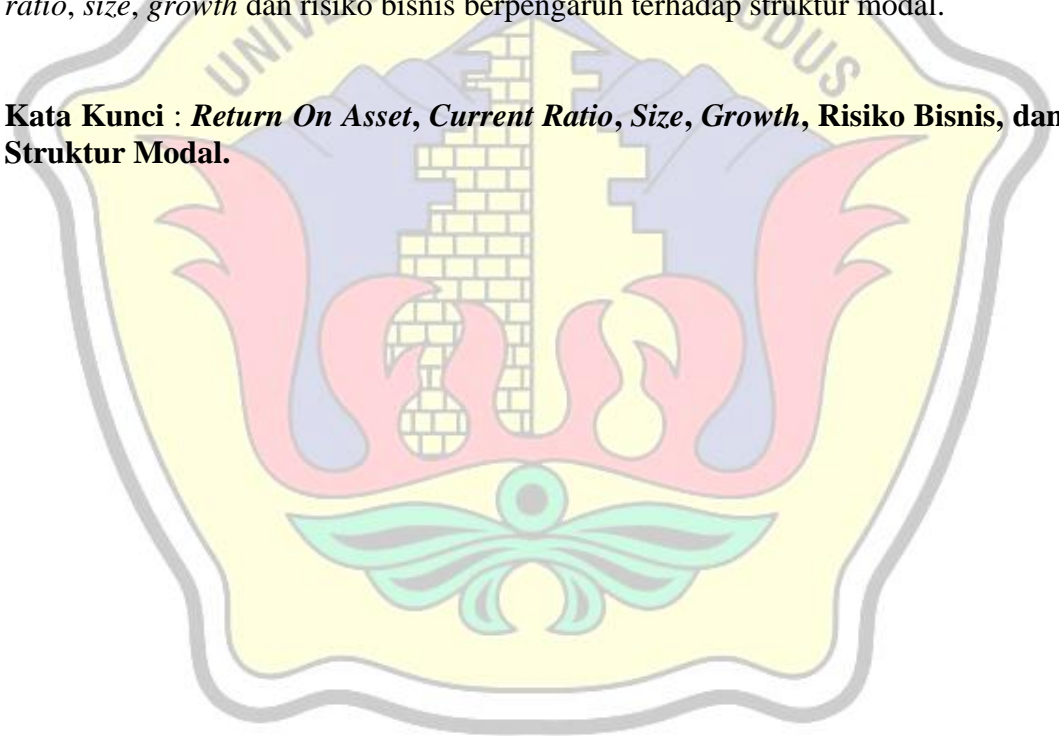 ratio, size, growth dan risiko bisnis berpengaruh terhadap struktur modal.
Kata Kunci : Return On Asset, Current Ratio, Size, Growth, Risiko Bisnis, dan
Struktur Modal.